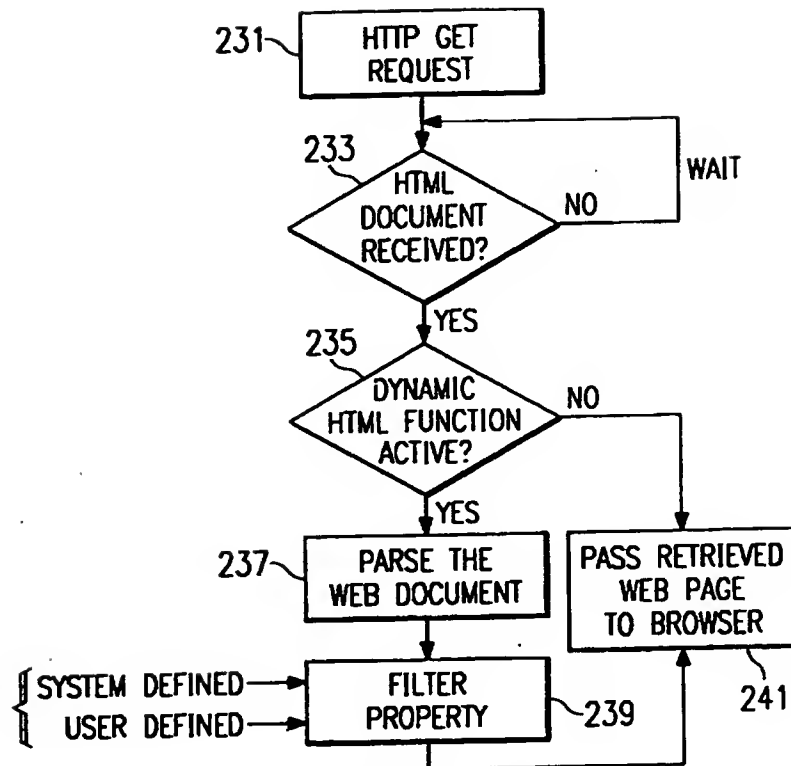 231
HTTP GET
REQUEST
233
HTML
DOCUMENT
RECEIVED?
NO
WAIT
YES
235
DYNAMIC
HTML FUNCTION
ACTIVE?
NO
YES
237
PARSE THE
WEB DOCUMENT
PASS RETRIEVED
WEB PAGE
TO BROWSER
241
SYSTEM DEFINED
USER DEFINED
FILTER
PROPERTY
239